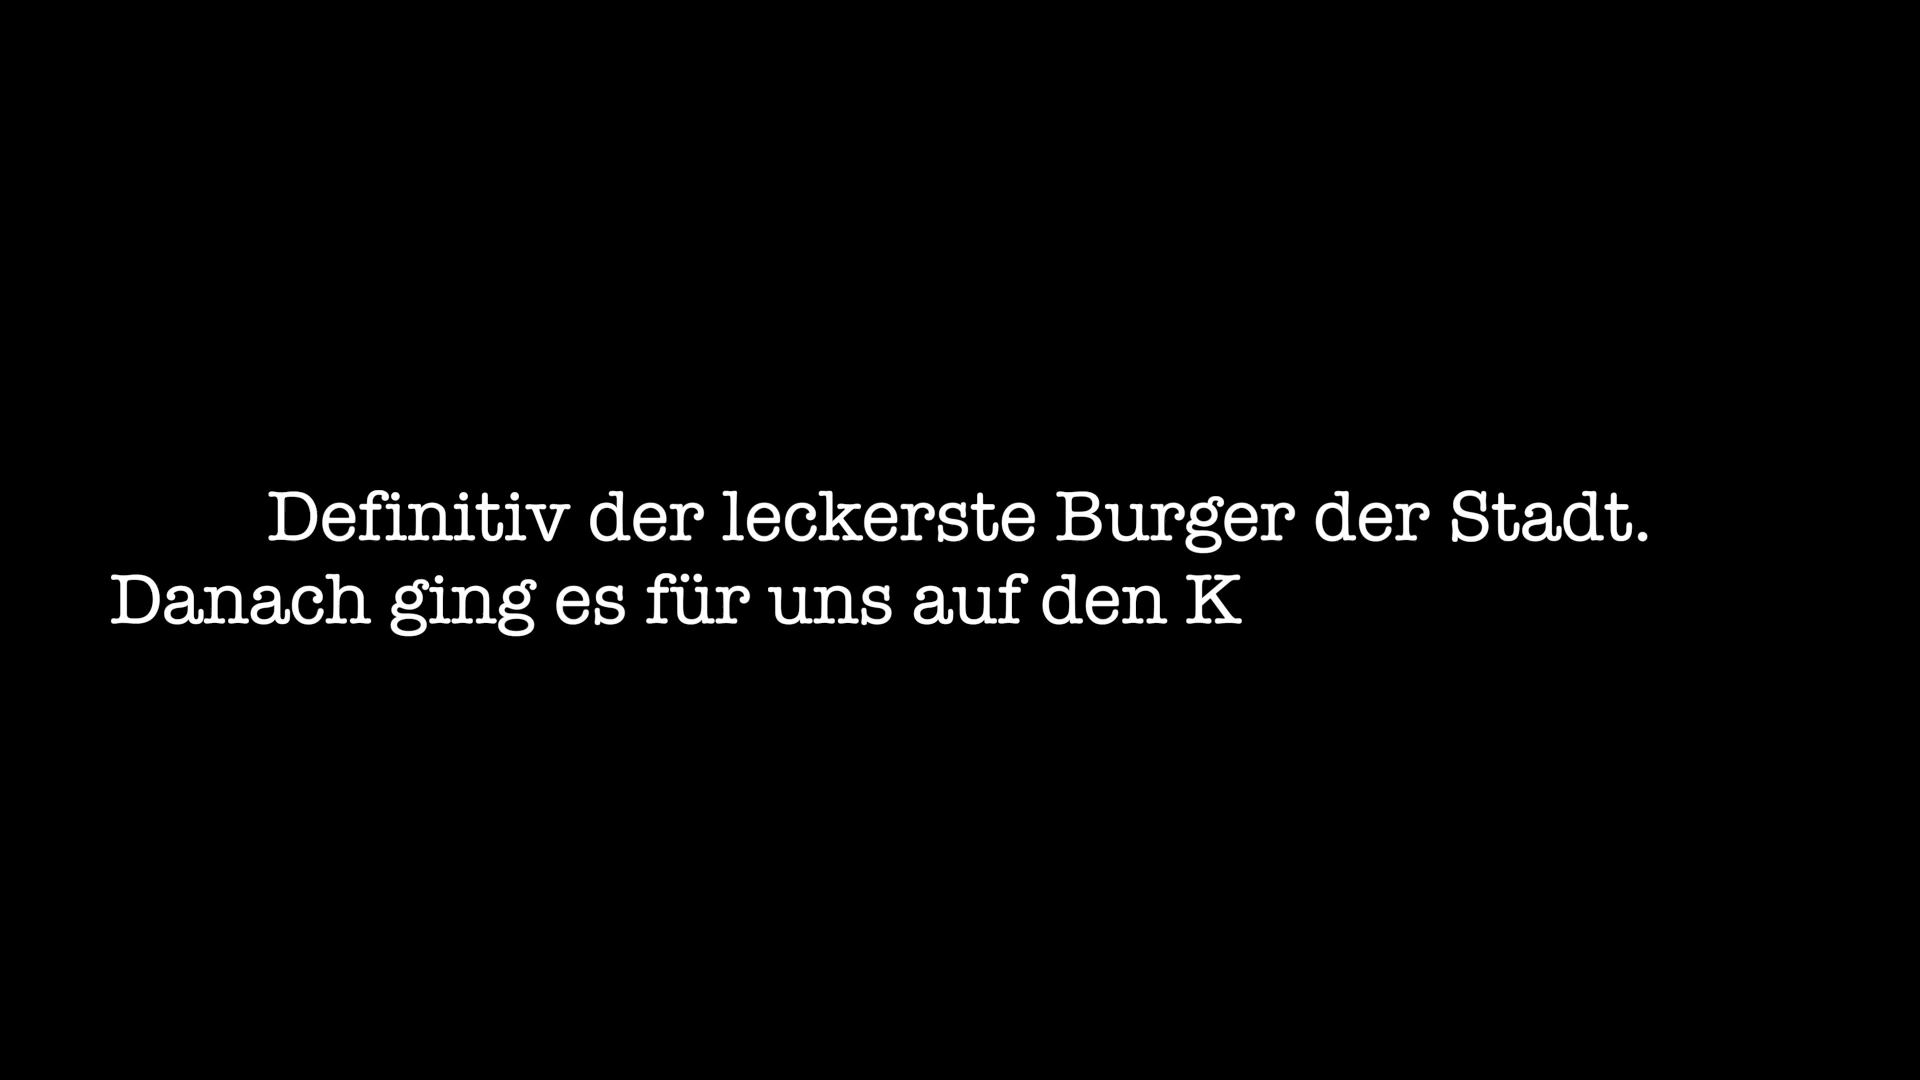 Definitiv der leckerste Burger der Stadt.
Danach ging es für uns auf den K